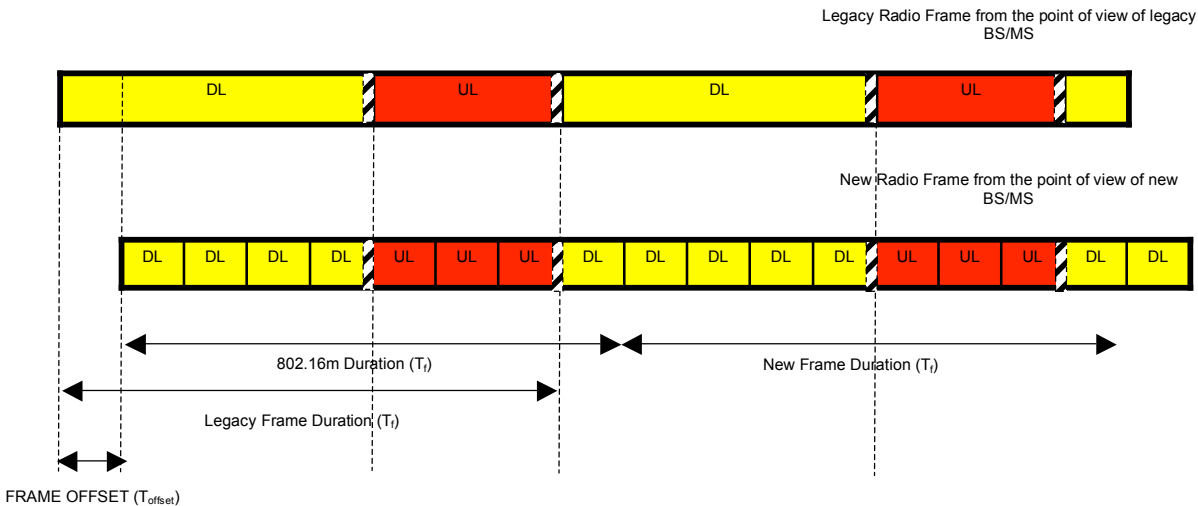 Legacy Radio Frame from the point of view of legacy
BS/MS
DL UL DL UL
New Radio Frame from the point of view of new
BS/MS
DL DL DL DL UL UL UL DL DL DL DL DL UL UL UL DL DL
802.16m Duration (Tf)
New Frame Duration (Tf)
Legacy Frame Duration (Tf)
FRAME OFFSET (Toffset)